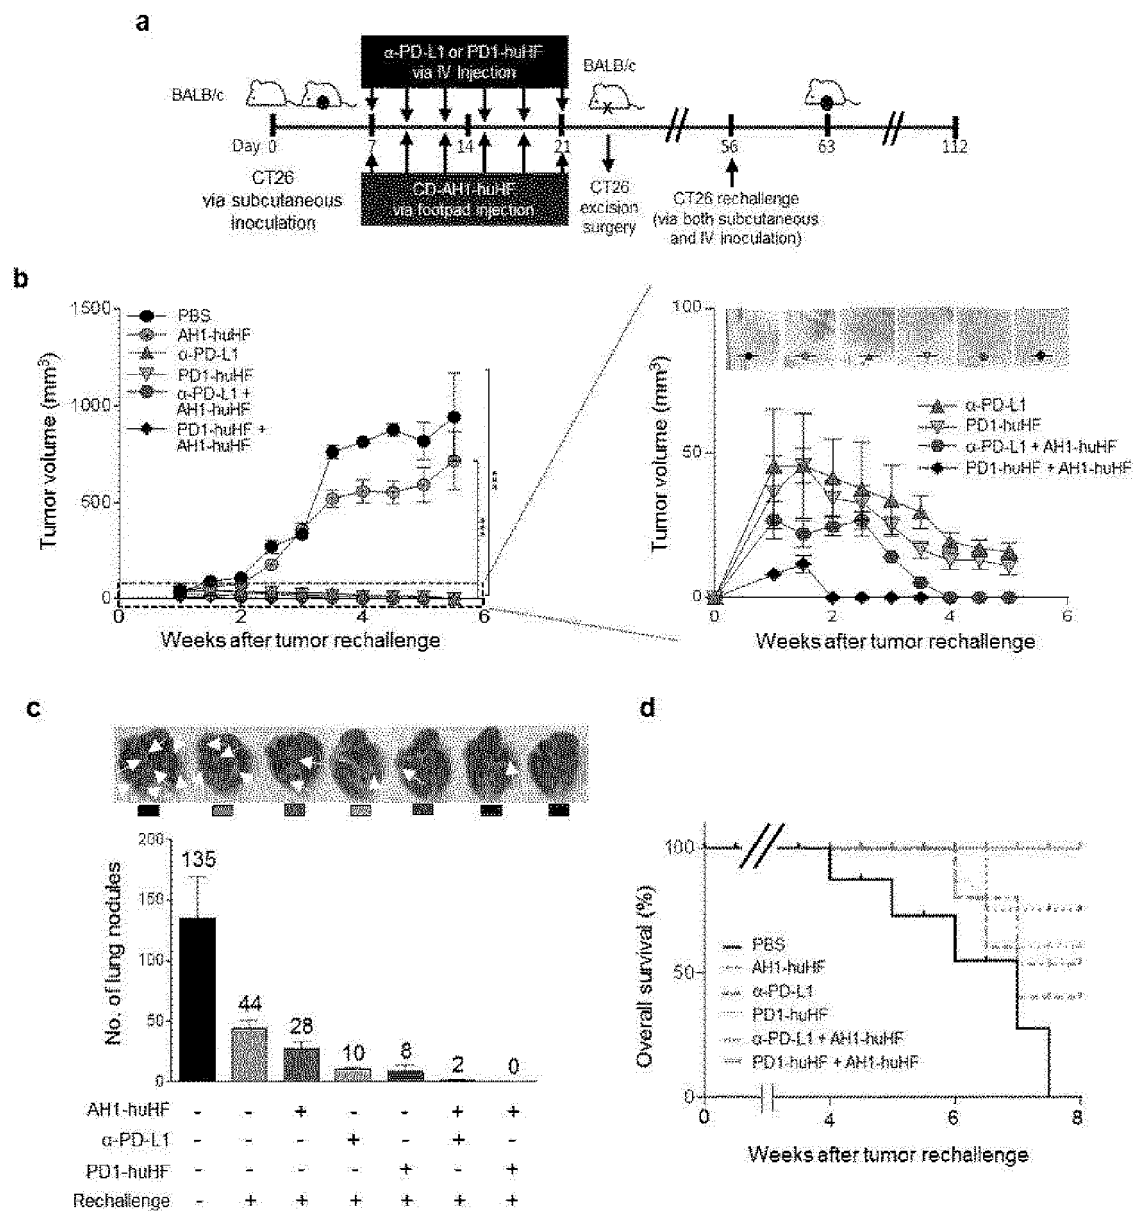 a
α-PD-L1 or PD1-huHF
via IV Injection
BALB/c
BALB/c
Day 0
7
14
21
56
63
112
CT26
via subcutaneous
inoculation
CD-AH1-huHF
via footpad injection
CT26
excision
surgery
CT26 rechallenge
(via both subcutaneous
and IV inoculation)
b
Tumor volume (mm³)
1500
1000
500
0
PBS
AH1-huHF
α-PD-L1
PD1-huHF
α-PD-L1 +
AH1-huHF
PD1-huHF +
AH1-huHF
***
***
0
2
4
6
Weeks after tumor rechallenge
Tumor volume (mm³)
100
50
0
α-PD-L1
PD1-huHF
α-PD-L1 + AH1-huHF
PD1-huHF + AH1-huHF
0
2
4
6
Weeks after tumor rechallenge
c
No. of lung nodules
200
150
100
50
0
135
44
28
10
8
2
0
AH1-huHF - - + - - + +
α-PD-L1 - - - + - + -
PD1-huHF - - - - + - +
Rechallenge - + + + + + +
d
Overall survival (%)
100
50
0
PBS
AH1-huHF
α-PD-L1
PD1-huHF
α-PD-L1 + AH1-huHF
PD1-huHF + AH1-huHF
0
2
4
6
8
Weeks after tumor rechallenge